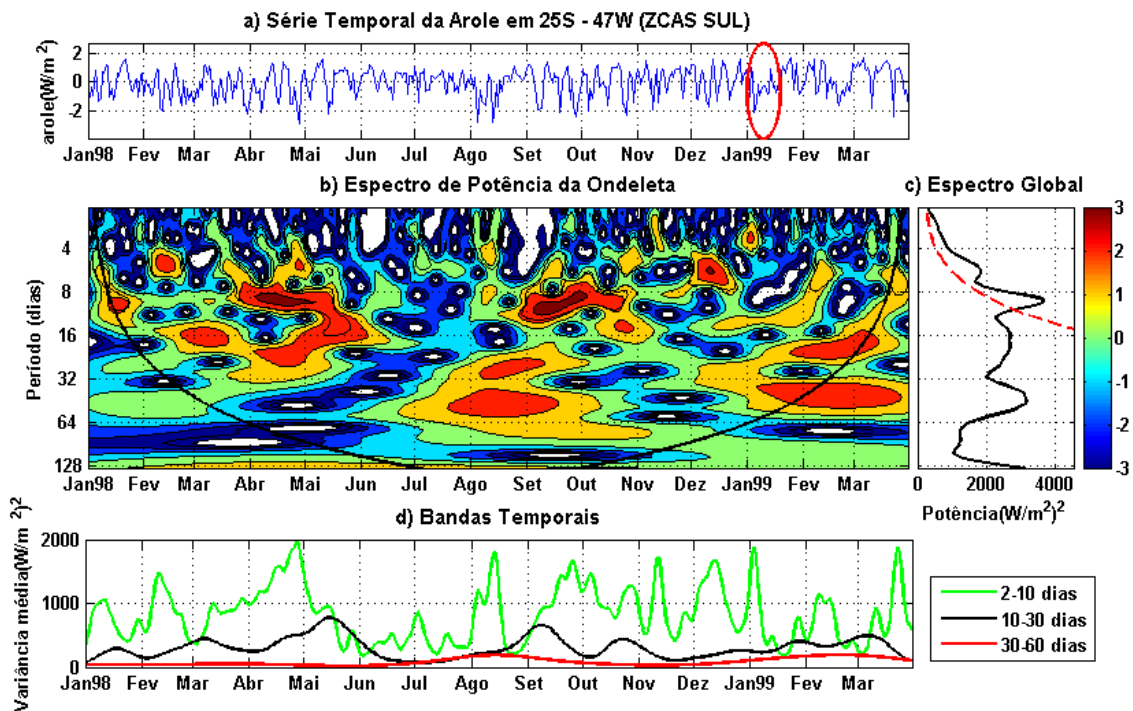 a) Série Temporal da Arole em 25S - 47W (ZCAS SUL)
arole(W/m²)
2
0
-2
Jan98 Fev Mar Abr Mai Jun Jul Ago Set Out Nov Dez Jan99 Fev Mar
b) Espectro de Potência da Ondeleta
Período (dias)
4
8
16
32
64
128
Jan98 Fev Mar Abr Mai Jun Jul Ago Set Out Nov Dez Jan99 Fev Mar
c) Espectro Global
0 2000 4000
Potência(W/m²)²
3
2
1
0
-1
-2
-3
d) Bandas Temporais
Variância média(W/m ²)²
2000
1000
0
Jan98 Fev Mar Abr Mai Jun Jul Ago Set Out Nov Dez Jan99 Fev Mar
2-10 dias
10-30 dias
30-60 dias